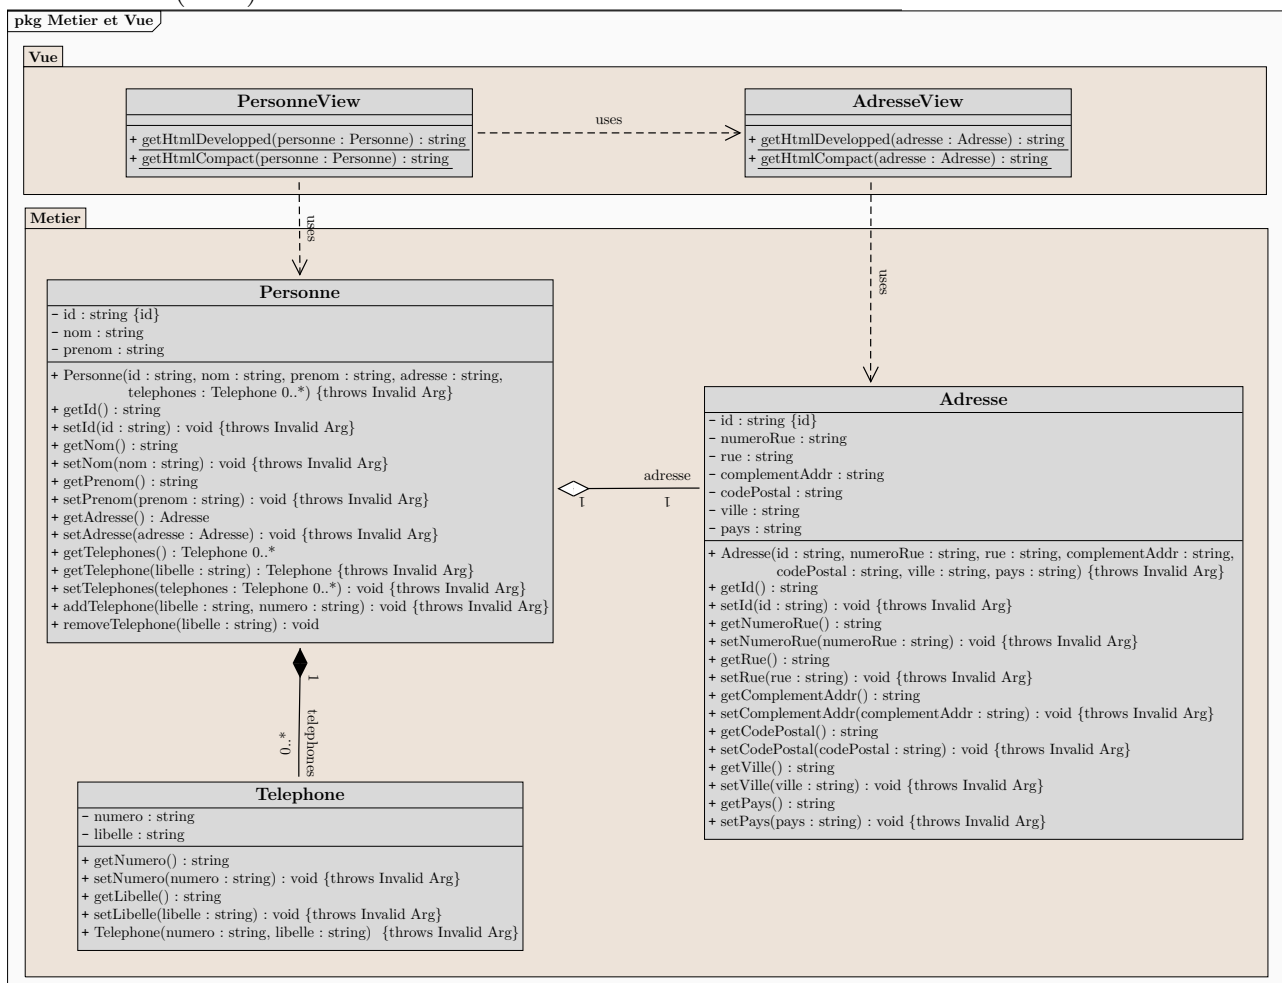 pkg Metier et Vue
Vue
PersonneView
+ getHtmlDevelopped(personne : Personne) : string
+ getHtmlCompact(personne : Personne) : string
uses
AdresseView
+ getHtmlDevelopped(adresse : Adresse) : string
+ getHtmlCompact(adresse : Adresse) : string
uses
uses
Metier
Personne
− id : string {id}
− nom : string
− prenom : string
+ Personne(id : string, nom : string, prenom : string, adresse : string,
telephones : Telephone 0..*) {throws Invalid Arg}
+ getId() : string
+ setId(id : string) : void {throws Invalid Arg}
+ getNom() : string
+ setNom(nom : string) : void {throws Invalid Arg}
+ getPrenom() : string
+ setPrenom(prenom : string) : void {throws Invalid Arg}
+ getAdresse() : Adresse
+ setAdresse(adresse : Adresse) : void {throws Invalid Arg}
+ getTelephones() : Telephone 0..*
+ getTelephone(libelle : string) : Telephone {throws Invalid Arg}
+ setTelephones(telephones : Telephone 0..*) : void {throws Invalid Arg}
+ addTelephone(libelle : string, numero : string) : void {throws Invalid Arg}
+ removeTelephone(libelle : string) : void
adresse
1
1
Adresse
− id : string {id}
− numeroRue : string
− rue : string
− complementAddr : string
− codePostal : string
− ville : string
− pays : string
+ Adresse(id : string, numeroRue : string, rue : string, complementAddr : string,
codePostal : string, ville : string, pays : string) {throws Invalid Arg}
+ getId() : string
+ setId(id : string) : void {throws Invalid Arg}
+ getNumeroRue() : string
+ setNumeroRue(numeroRue : string) : void {throws Invalid Arg}
+ getRue() : string
+ setRue(rue : string) : void {throws Invalid Arg}
+ getComplementAddr() : string
+ setComplementAddr(complementAddr : string) : void {throws Invalid Arg}
+ getCodePostal() : string
+ setCodePostal(codePostal : string) : void {throws Invalid Arg}
+ getVille() : string
+ setVille(ville : string) : void {throws Invalid Arg}
+ getPays() : string
+ setPays(pays : string) : void {throws Invalid Arg}
1
telephones
0..*
Telephone
− numero : string
− libelle : string
+ getNumero() : string
+ setNumero(numero : string) : void {throws Invalid Arg}
+ getLibelle() : string
+ setLibelle(libelle : string) : void {throws Invalid Arg}
+ Telephone(numero : string, libelle : string) {throws Invalid Arg}